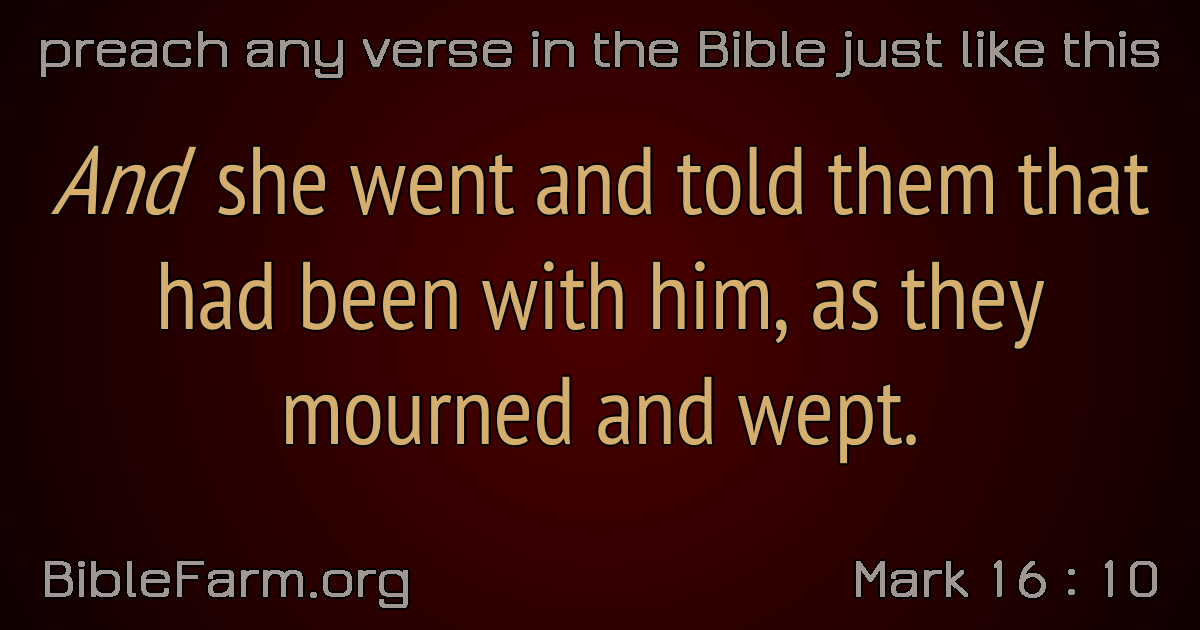 preach any verse in the Bible just like this
And she went and told them that
had been with him, as they
mourned and wept.
BibleFarm.org
Mark 16 : 10